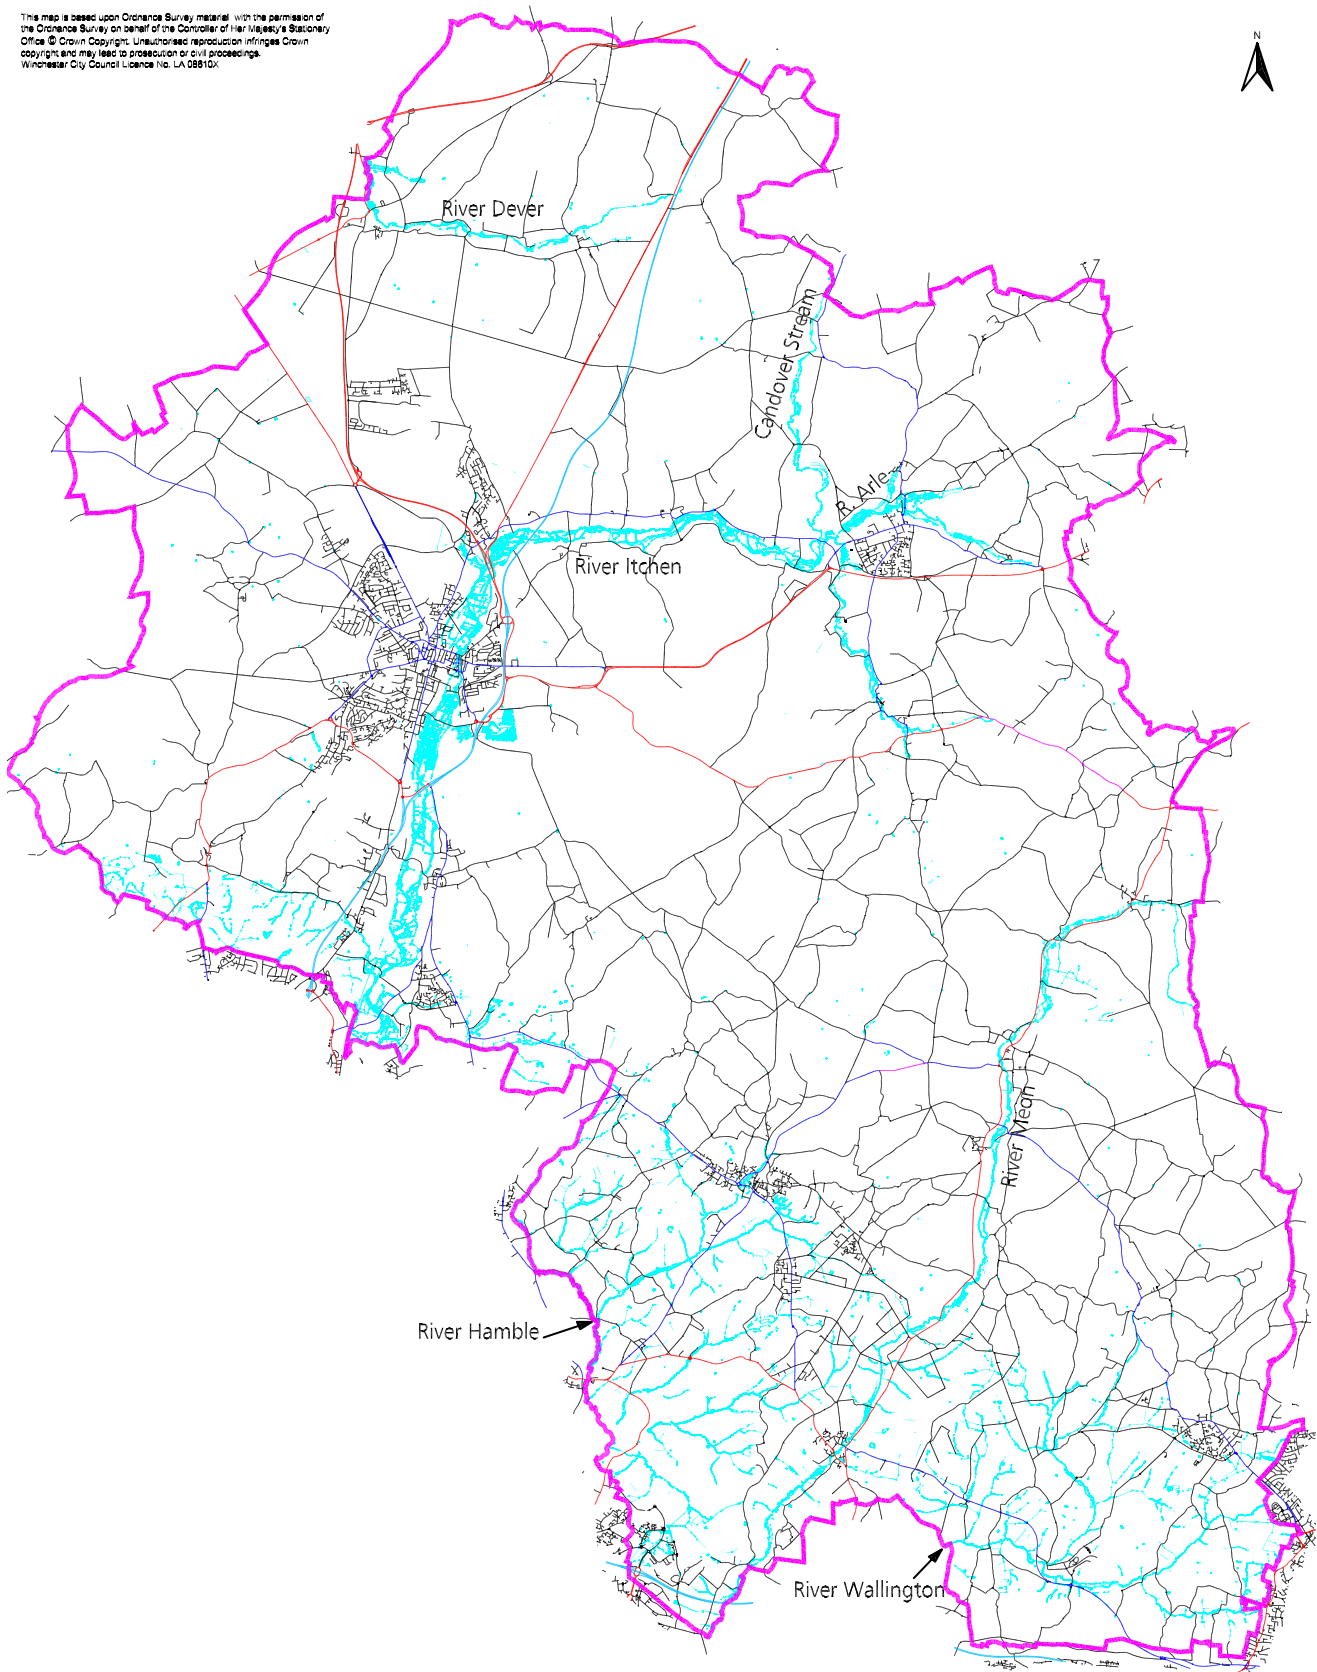 This map is based upon Ordnance Survey material with the permission of
the Ordnance Survey on behalf of the Controller of Her Majesty's Stationery
Office © Crown Copyright. Unauthorised reproduction infringes Crown
copyright and may lead to prosecution or civil proceedings.
Winchester City Council Licence No. LA 08610X
N
River Dever
Candover Stream
R. Arle
River Itchen
River Meon
River Hamble
River Wallington